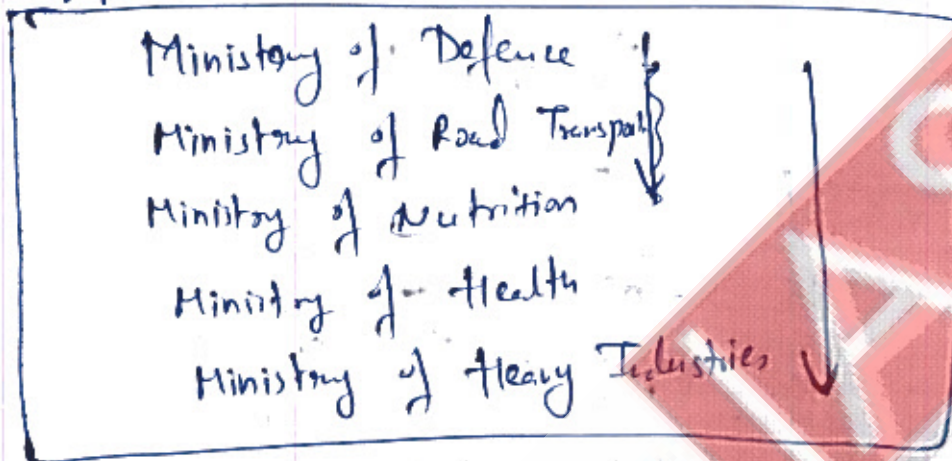 Ministry of Defence
Ministry of Road Transport
Ministry of Nutrition
Ministry of Health
Ministry of Heavy Industries